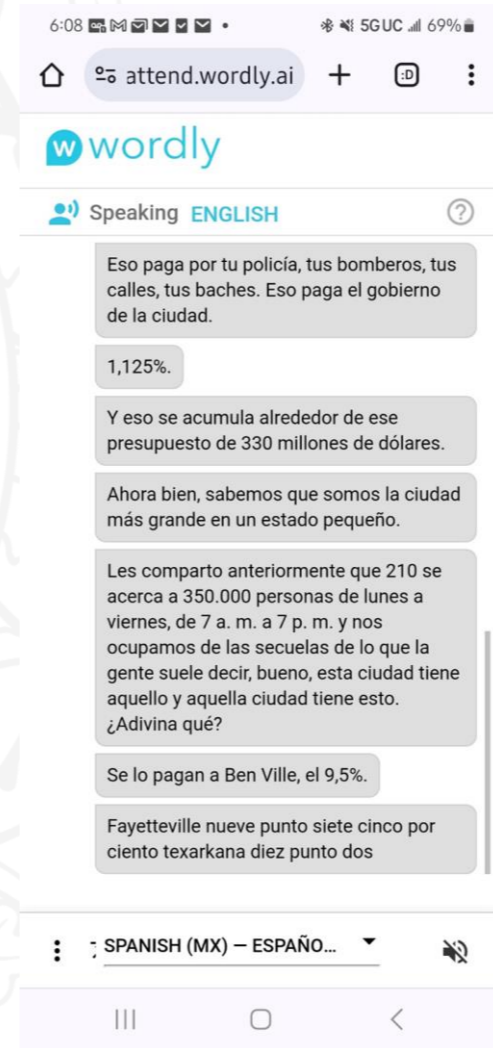 6:08
5G UC 69%
attend.wordly.ai
:D
w wordly
Speaking ENGLISH
Eso paga por tu policía, tus bomberos, tus
calles, tus baches. Eso paga el gobierno
de la ciudad.
1,125%.
Y eso se acumula alrededor de ese
presupuesto de 330 millones de dólares.
Ahora bien, sabemos que somos la ciudad
más grande en un estado pequeño.
Les comparto anteriormente que 210 se
acerca a 350.000 personas de lunes a
viernes, de 7 a. m. a 7 p. m. y nos
ocupamos de las secuelas de lo que la
gente suele decir, bueno, esta ciudad tiene
aquello y aquella ciudad tiene esto.
¿Adivina qué?
Se lo pagan a Ben Ville, el 9,5%.
Fayetteville nueve punto siete cinco por
ciento texarkana diez punto dos
SPANISH (MX) — ESPAÑO...